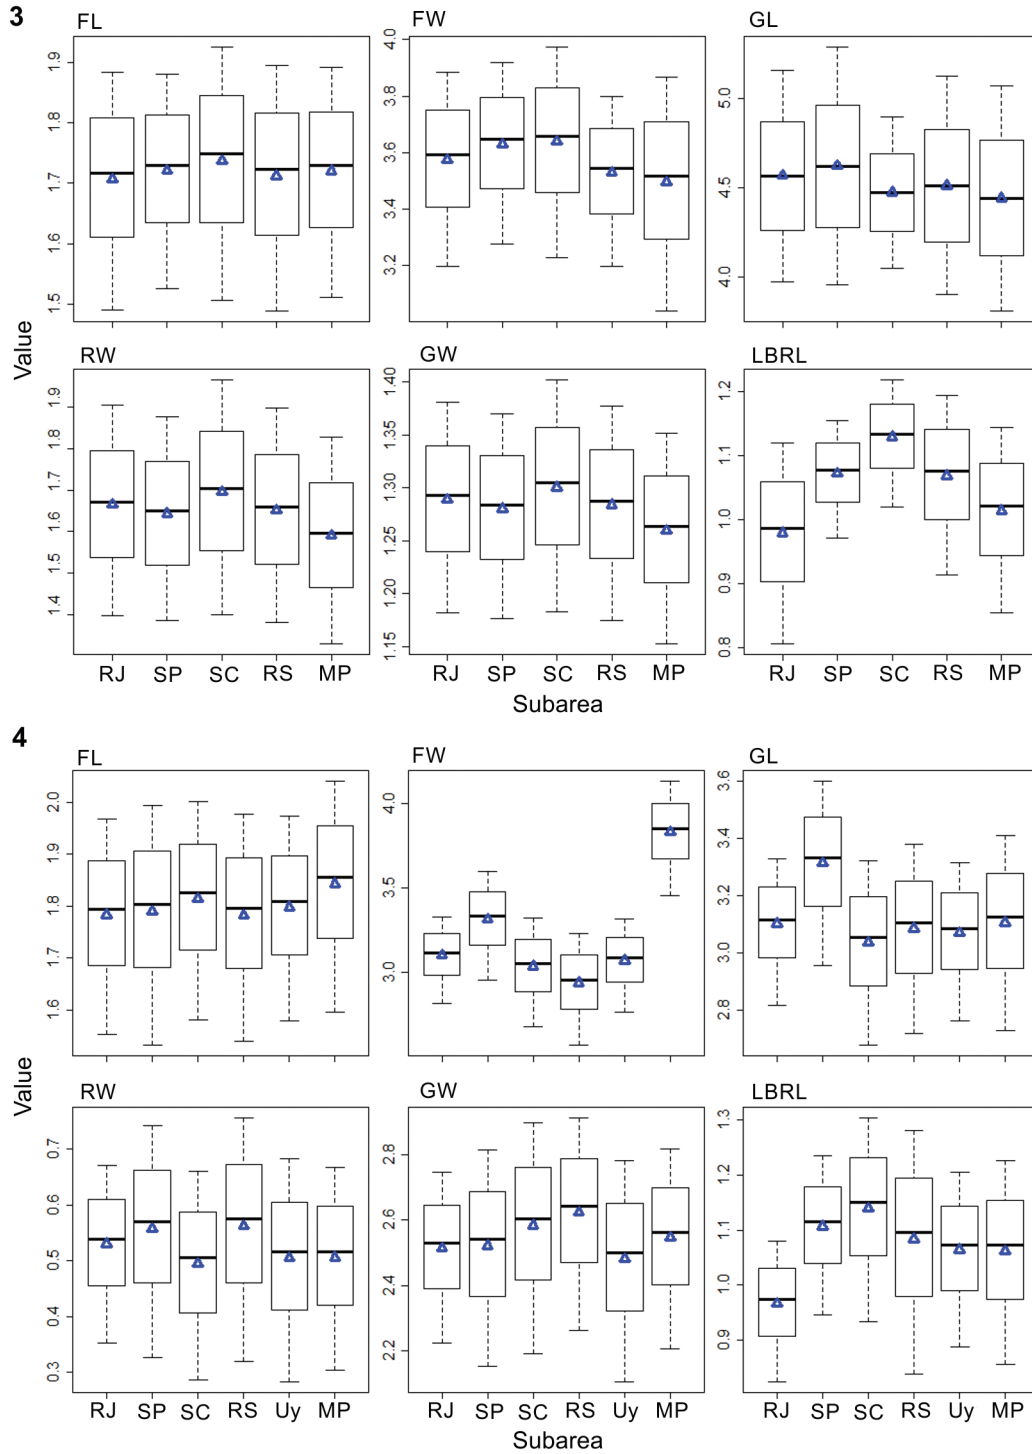 3
FL FW GL
1.9 4.0
1.8 3.8 5.0
1.7 3.6 4.5
1.6 3.4
1.5 3.2 4.0
Value
RW GW LBRL
1.9 1.40 1.2
1.8 1.35 1.1
1.7 1.30 1.0
1.6 1.25 0.9
1.5 1.20 0.8
1.4 1.15
RJ SP SC RS MP RJ SP SC RS MP RJ SP SC RS MP
Subarea
4
FL FW GL
2.0 4.0 3.6
1.9 3.5 3.4
1.8 3.0 3.2
1.7 3.0
1.6 2.8
Value
RW GW LBRL
0.7 2.8 1.3
0.6 2.6 1.2
0.5 2.4 1.1
0.4 2.2 1.0
0.3 0.9
RJ SP SC RS Uy MP RJ SP SC RS Uy MP RJ SP SC RS Uy MP
Subarea